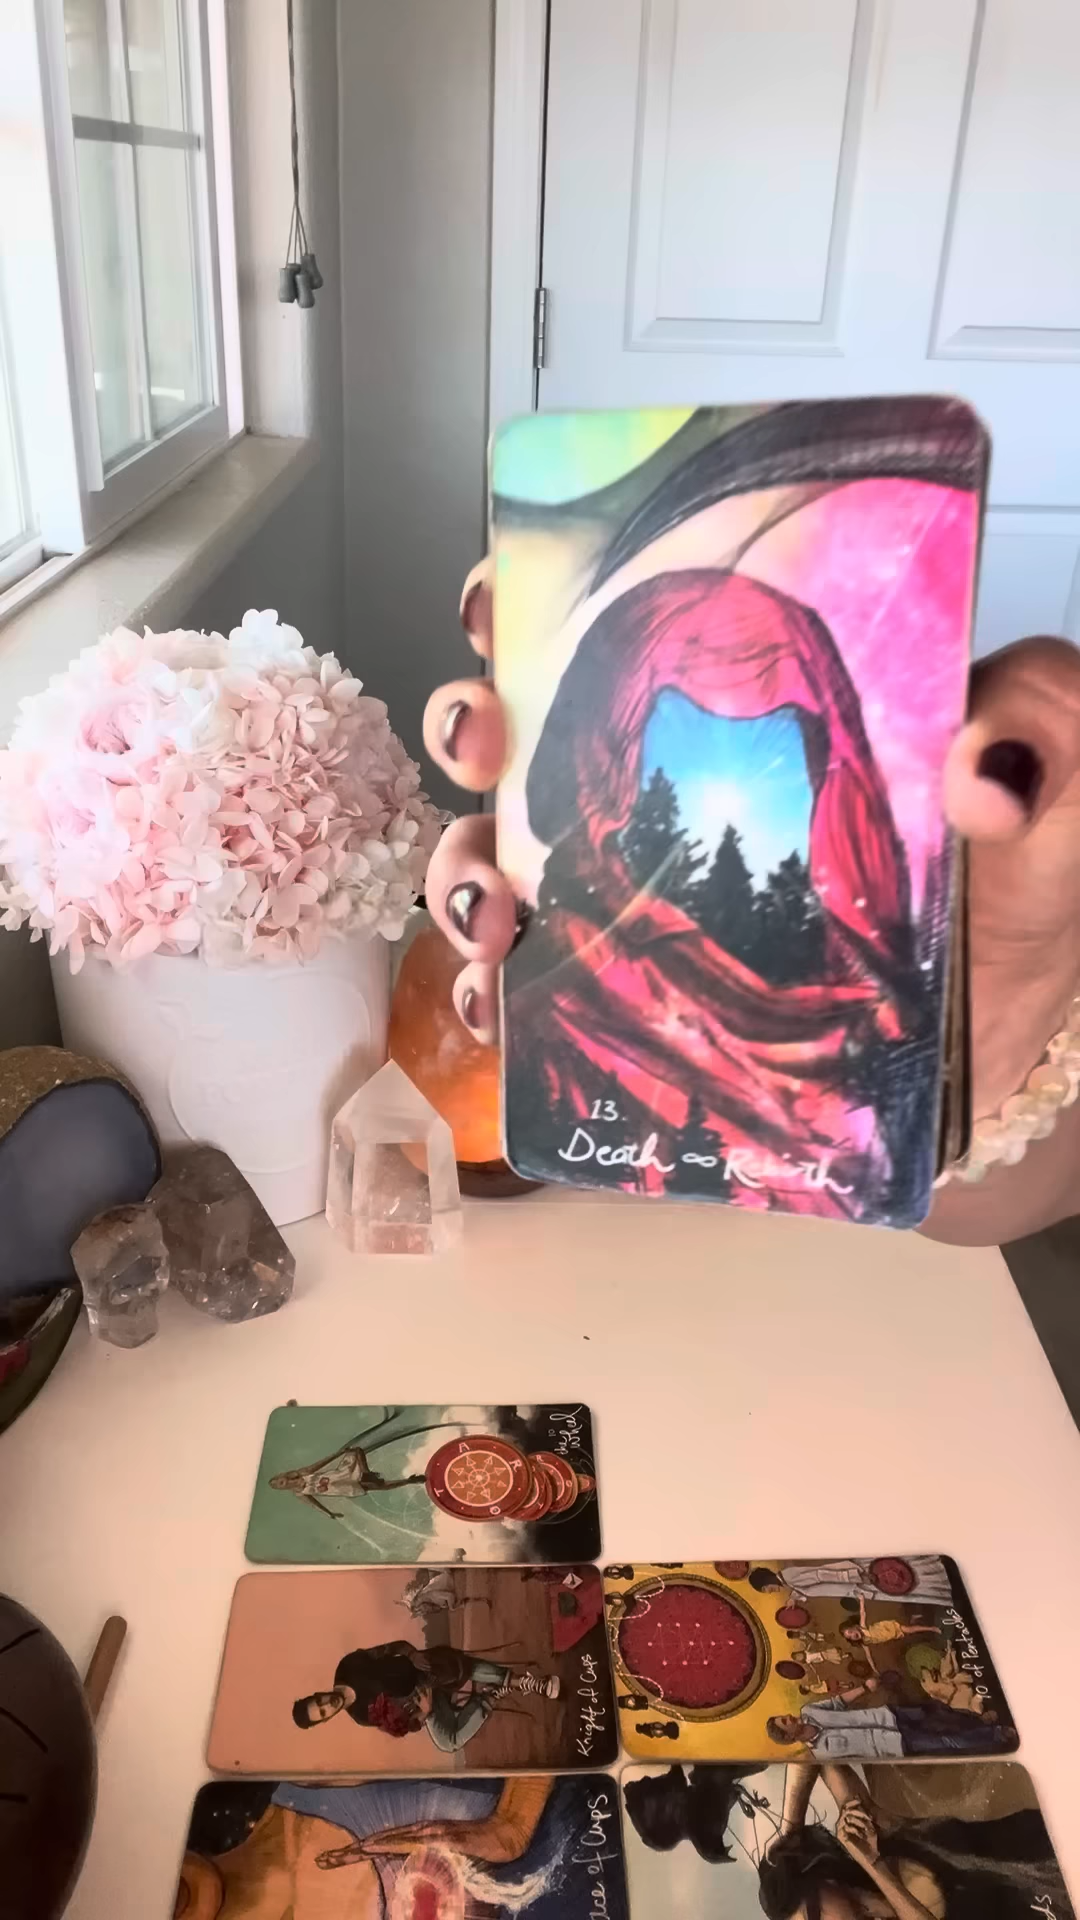 13.
Death ∞ Rebirth
10
the Wheel
Knight of Cups
10 of Pentacles
Ace of Cups